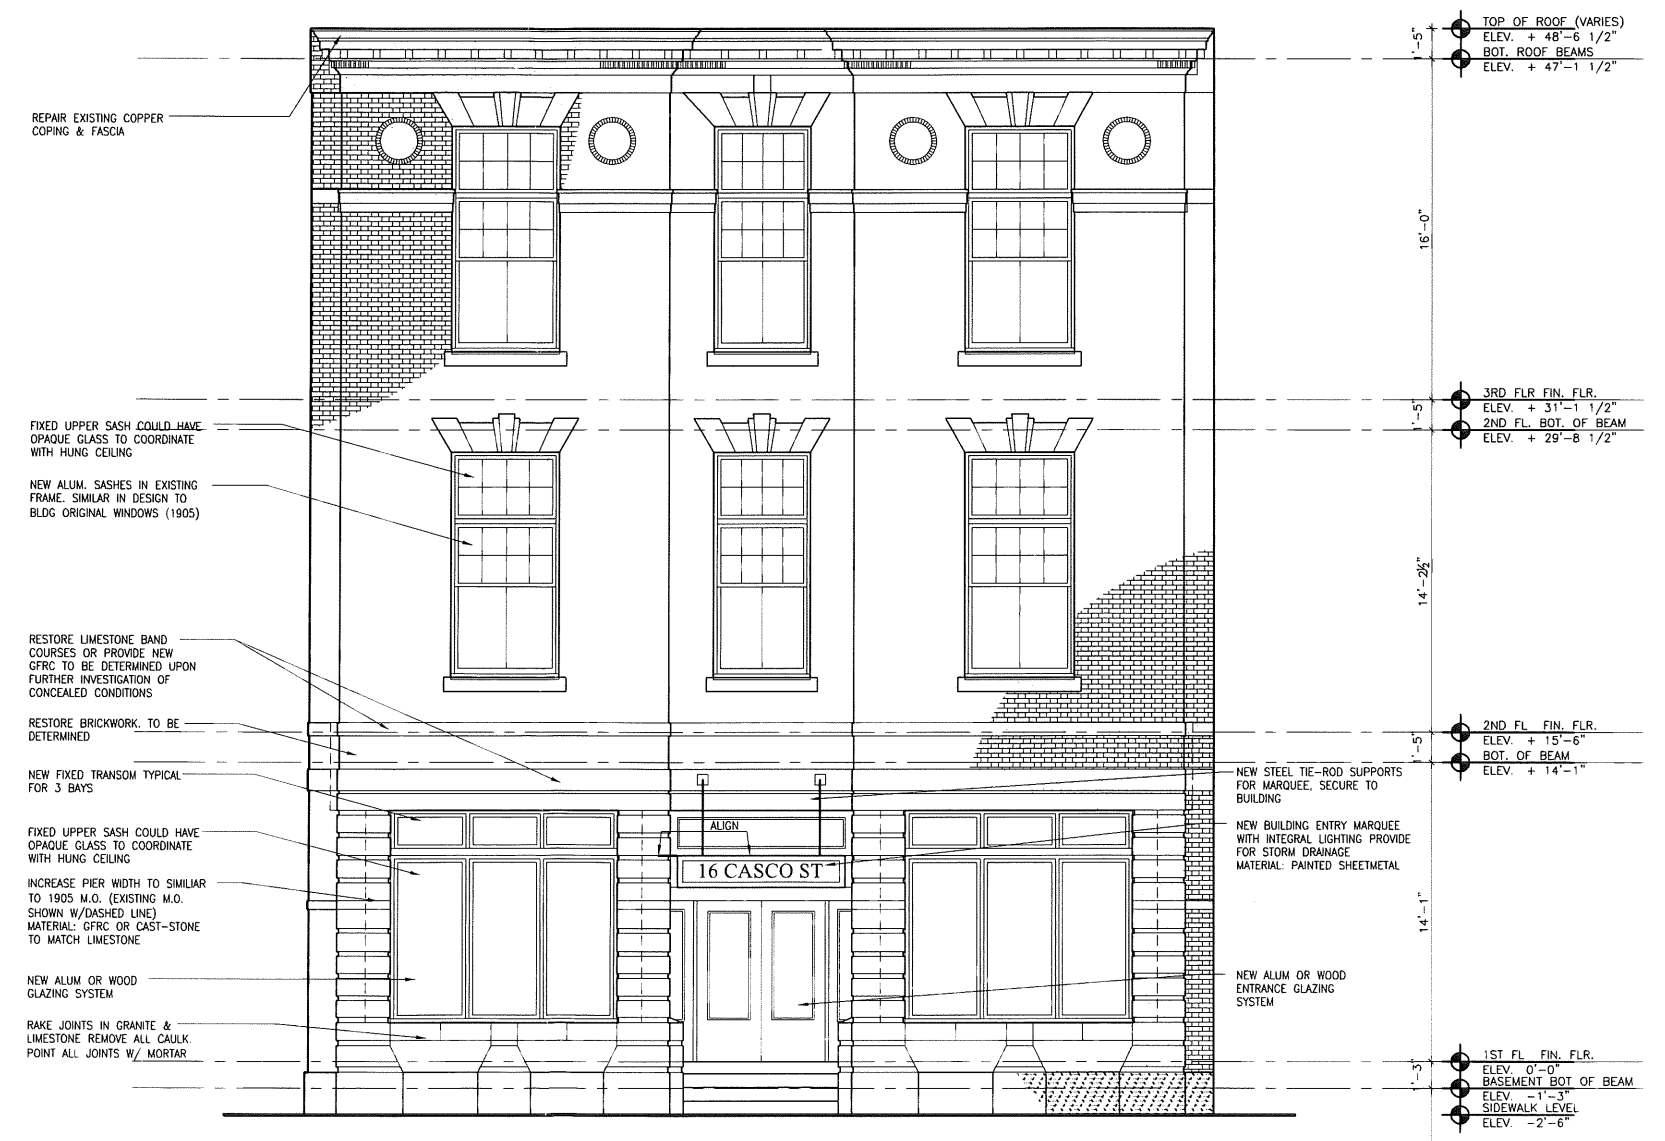 REPAIR EXISTING COPPER
COPING & FASCIA
FIXED UPPER SASH COULD HAVE
OPAQUE GLASS TO COORDINATE
WITH HUNG CEILING
NEW ALUM. SASHES IN EXISTING
FRAME. SIMILAR IN DESIGN TO
BLDG ORIGINAL WINDOWS (1905)
RESTORE LIMESTONE BAND
COURSES OR PROVIDE NEW
GFRC TO BE DETERMINED UPON
FURTHER INVESTIGATION OF
CONCEALED CONDITIONS
RESTORE BRICKWORK. TO BE
DETERMINED
NEW FIXED TRANSOM TYPICAL
FOR 3 BAYS
FIXED UPPER SASH COULD HAVE
OPAQUE GLASS TO COORDINATE
WITH HUNG CEILING
INCREASE PIER WIDTH TO SIMILIAR
TO 1905 M.O. (EXISTING M.O.
SHOWN W/DASHED LINE)
MATERIAL: GFRC OR CAST-STONE
TO MATCH LIMESTONE
NEW ALUM OR WOOD
GLAZING SYSTEM
RAKE JOINTS IN GRANITE &
LIMESTONE REMOVE ALL CAULK.
POINT ALL JOINTS W/ MORTAR
ALIGN
16 CASCO ST
NEW STEEL TIE-ROD SUPPORTS
FOR MARQUEE, SECURE TO
BUILDING
NEW BUILDING ENTRY MARQUEE
WITH INTEGRAL LIGHTING PROVIDE
FOR STORM DRAINAGE
MATERIAL: PAINTED SHEETMETAL
NEW ALUM OR WOOD
ENTRANCE GLAZING
SYSTEM
1'-5"
16'-0"
1'-5"
14'-2½"
1'-5"
14'-1"
1'-3"
TOP OF ROOF (VARIES)
ELEV. + 48'-6 1/2"
BOT. ROOF BEAMS
ELEV. + 47'-1 1/2"
3RD FLR FIN. FLR.
ELEV. + 31'-1 1/2"
2ND FL. BOT. OF BEAM
ELEV. + 29'-8 1/2"
2ND FL FIN. FLR.
ELEV. + 15'-6"
BOT. OF BEAM
ELEV. + 14'-1"
1ST FL FIN. FLR.
ELEV. 0'-0"
BASEMENT BOT OF BEAM
ELEV. -1'-3"
SIDEWALK LEVEL
ELEV. -2'-6"